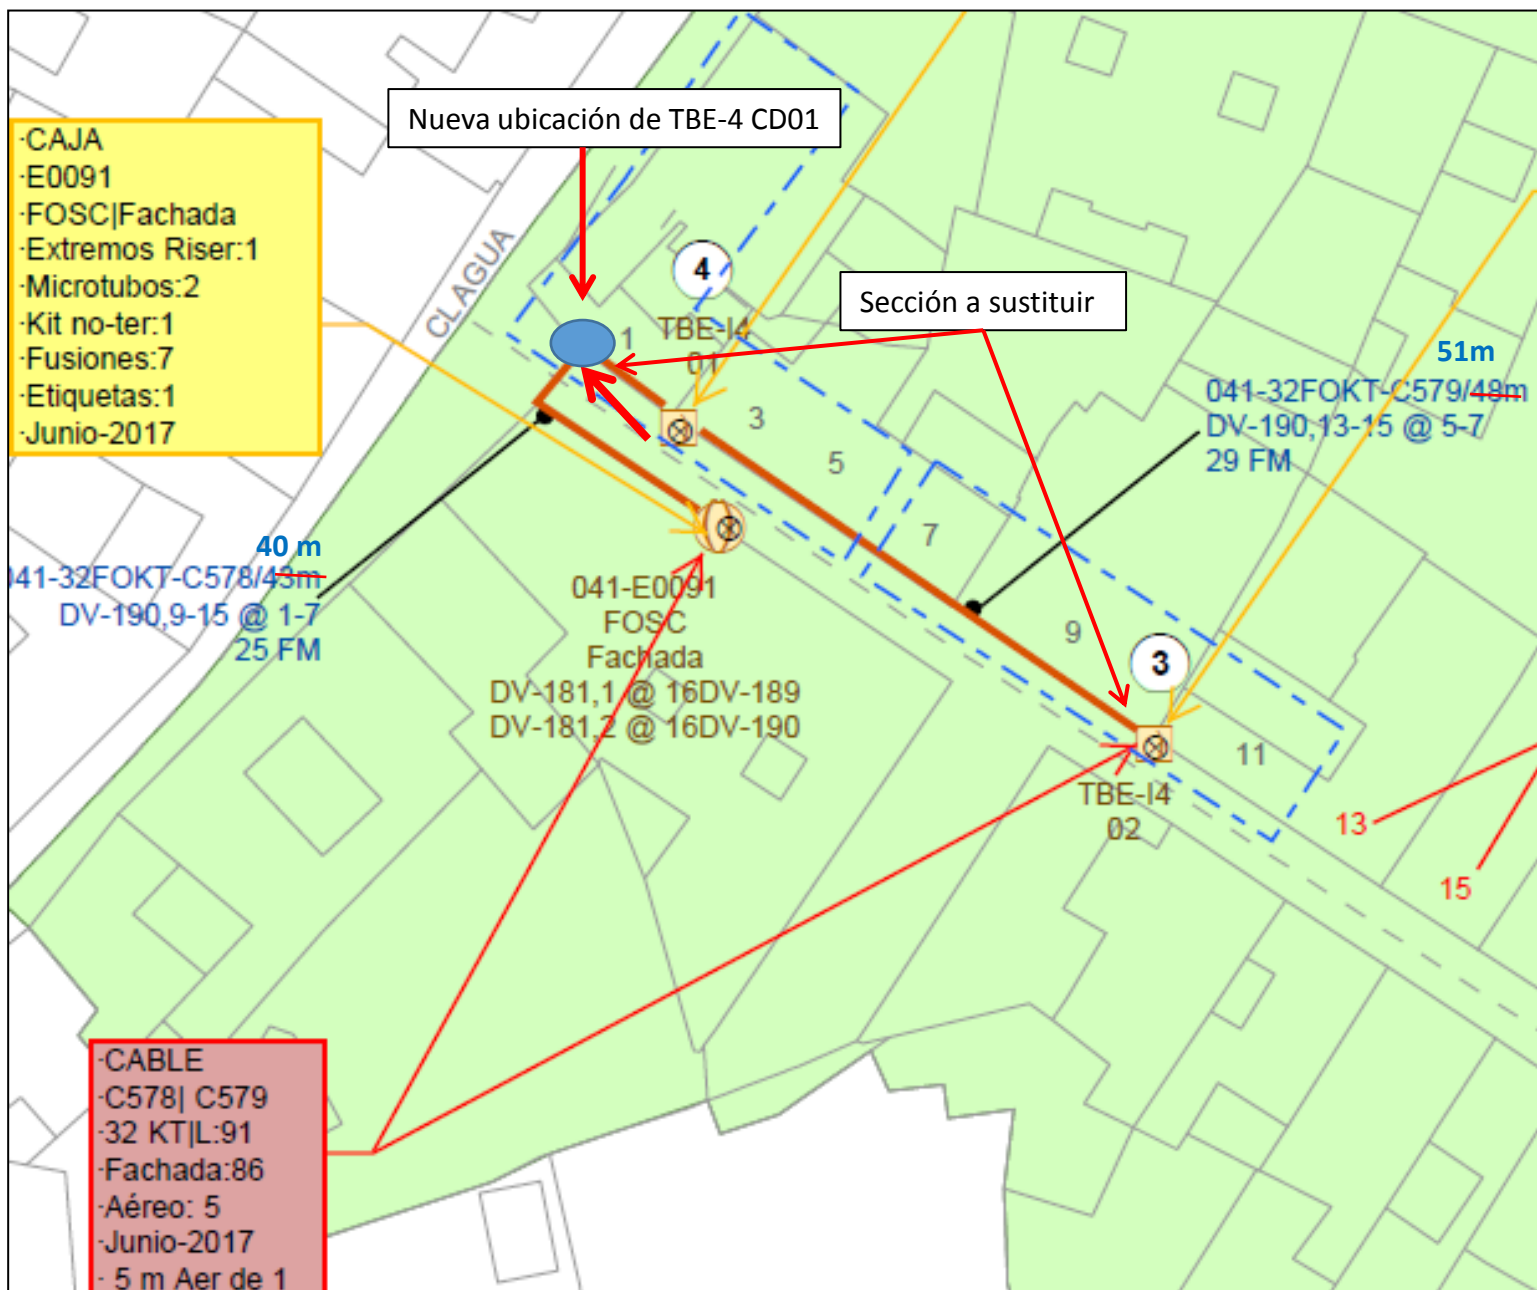 Nueva ubicación de TBE-4 CD01
·CAJA
·E0091
·FOSC|Fachada
·Extremos Riser:1
·Microtubos:2
·Kit no-ter:1
·Fusiones:7
·Etiquetas:1
·Junio-2017
CL AGUA
4
Sección a sustituir
1
TBE-I4
01
3
5
7
9
11
51m
041-32FOKT-C579/48m
DV-190,13-15 @ 5-7
29 FM
40 m
041-32FOKT-C578/43m
DV-190,9-15 @ 1-7
25 FM
041-E0091
FOSC
Fachada
DV-181,1 @ 16DV-189
DV-181,2 @ 16DV-190
3
TBE-I4
02
13
15
·CABLE
·C578| C579
·32 KT|L:91
·Fachada:86
·Aéreo: 5
·Junio-2017
· 5 m Aer de 1